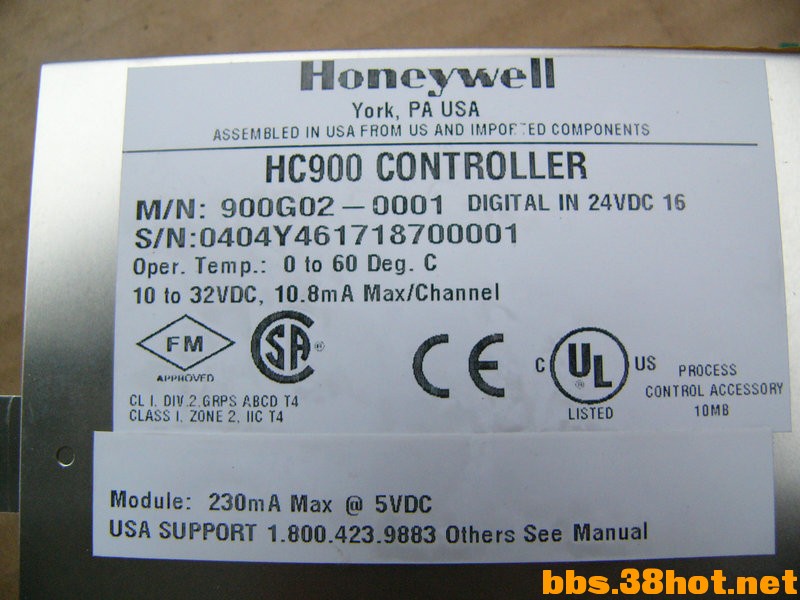 Honeywell
York, PA USA
ASSEMBLED IN USA FROM US AND IMPORTED COMPONENTS
HC900 CONTROLLER
M/N: 900G02-0001 DIGITAL IN 24VDC 16
S/N:0404Y461718700001
Oper. Temp.: 0 to 60 Deg. C
10 to 32VDC, 10.8mA Max/Channel
FM
APPROVED
SA ®
CE
C UL ® US
LISTED
PROCESS
CONTROL ACCESSORY
10MB
CL I, DIV.2,GRPS ABCD T4
CLASS I, ZONE 2, IIC T4
Module: 230mA Max @ 5VDC
USA SUPPORT 1.800.423.9883 Others See Manual
bbs.38hot.net